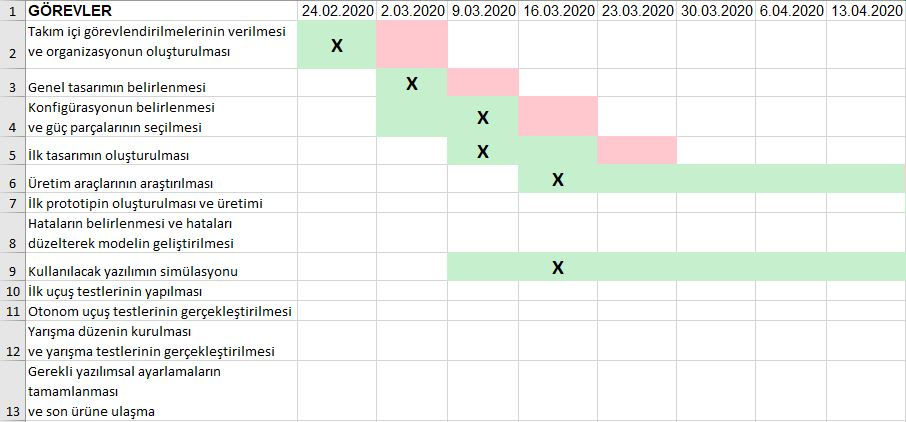 1 GÖREVLER 24.02.2020 2.03.2020 9.03.2020 16.03.2020 23.03.2020 30.03.2020 6.04.2020 13.04.2020
Takım içi görevlendirilmelerinin verilmesi
2 ve organizasyonun oluşturulması X
3 Genel tasarımın belirlenmesi X
Konfigürasyonun belirlenmesi
4 ve güç parçalarının seçilmesi X
5 İlk tasarımın oluşturulması X
6 Üretim araçlarının araştırılması X
7 İlk prototipin oluşturulması ve üretimi
Hataların belirlenmesi ve hataları
8 düzelterek modelin geliştirilmesi
9 Kullanılacak yazılımın simülasyonu X
10 İlk uçuş testlerinin yapılması
11 Otonom uçuş testlerinin gerçekleştirilmesi
Yarışma düzenin kurulması
12 ve yarışma testlerinin gerçekleştirilmesi
Gerekli yazılımsal ayarlamaların
tamamlanması
13 ve son ürüne ulaşma